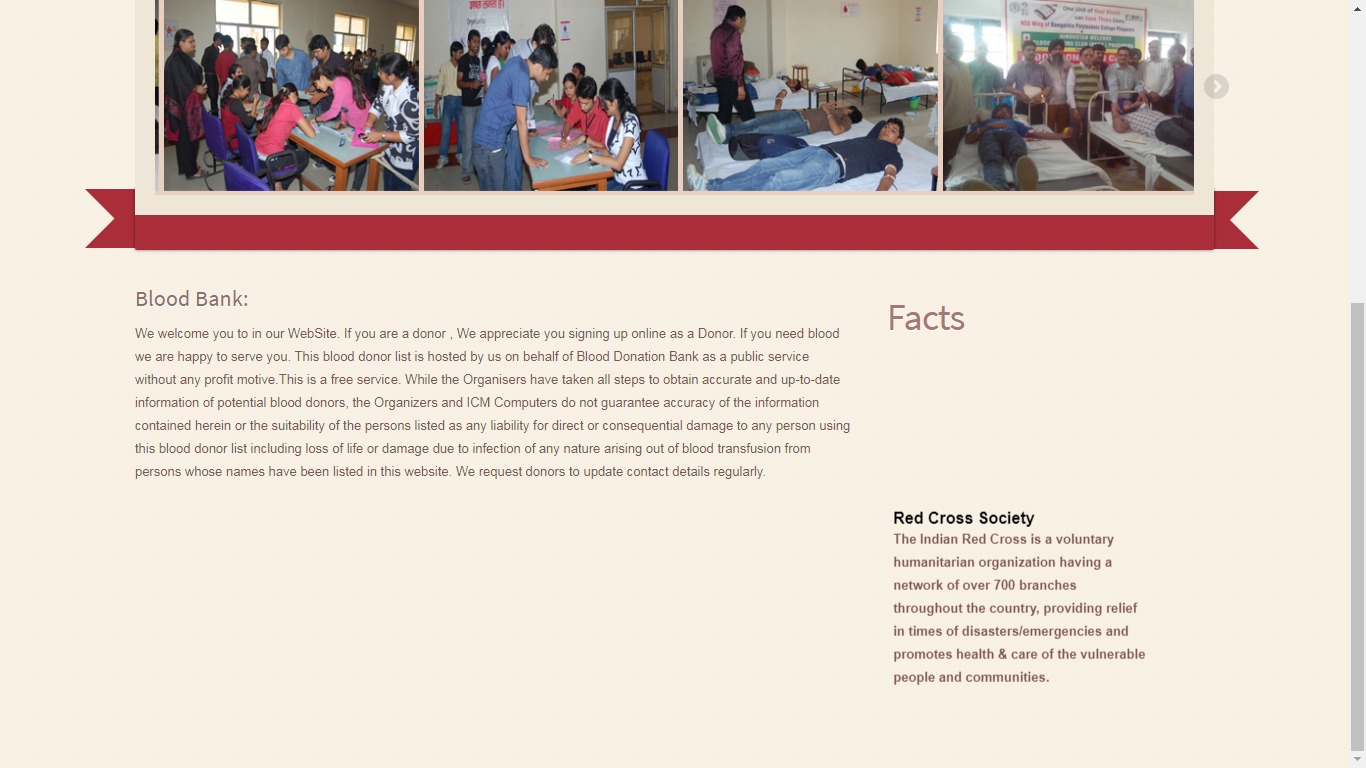 One Unit of Your Blood
can Save Three Lives
Blood Bank:
We welcome you to in our WebSite. If you are a donor , We appreciate you signing up online as a Donor. If you need blood
we are happy to serve you. This blood donor list is hosted by us on behalf of Blood Donation Bank as a public service
without any profit motive.This is a free service. While the Organisers have taken all steps to obtain accurate and up-to-date
information of potential blood donors, the Organizers and ICM Computers do not guarantee accuracy of the information
contained herein or the suitability of the persons listed as any liability for direct or consequential damage to any person using
this blood donor list including loss of life or damage due to infection of any nature arising out of blood transfusion from
persons whose names have been listed in this website. We request donors to update contact details regularly.
Facts
Red Cross Society
The Indian Red Cross is a voluntary
humanitarian organization having a
network of over 700 branches
throughout the country, providing relief
in times of disasters/emergencies and
promotes health & care of the vulnerable
people and communities.